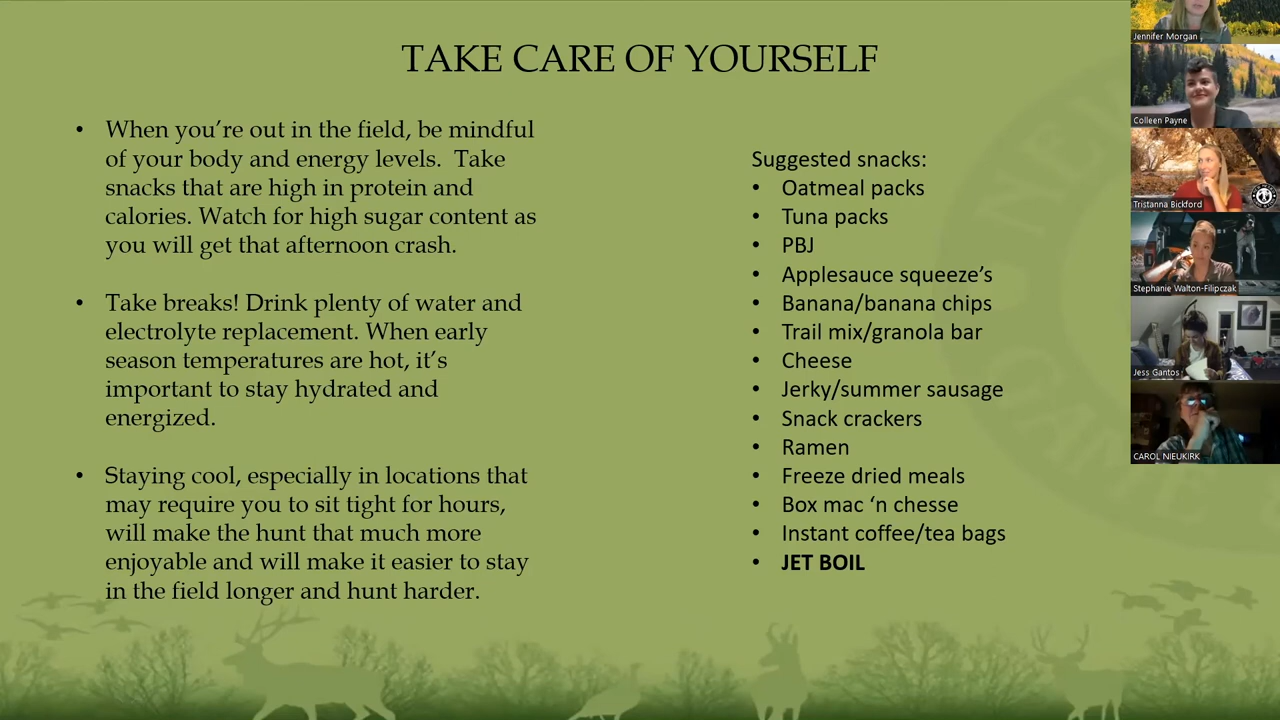 TAKE CARE OF YOURSELF
• When you’re out in the field, be mindful
of your body and energy levels.  Take
snacks that are high in protein and
calories. Watch for high sugar content as
you will get that afternoon crash.
• Take breaks! Drink plenty of water and
electrolyte replacement. When early
season temperatures are hot, it’s
important to stay hydrated and
energized.
• Staying cool, especially in locations that
may require you to sit tight for hours,
will make the hunt that much more
enjoyable and will make it easier to stay
in the field longer and hunt harder.
Suggested snacks:
• Oatmeal packs
• Tuna packs
• PBJ
• Applesauce squeeze’s
• Banana/banana chips
• Trail mix/granola bar
• Cheese
• Jerky/summer sausage
• Snack crackers
• Ramen
• Freeze dried meals
• Box mac ‘n chesse
• Instant coffee/tea bags
• JET BOIL
Jennifer Morgan
Colleen Payne
Tristanna Bickford
Stephanie Walton-Filipczak
Jess Gantos
CAROL NIEUKIRK